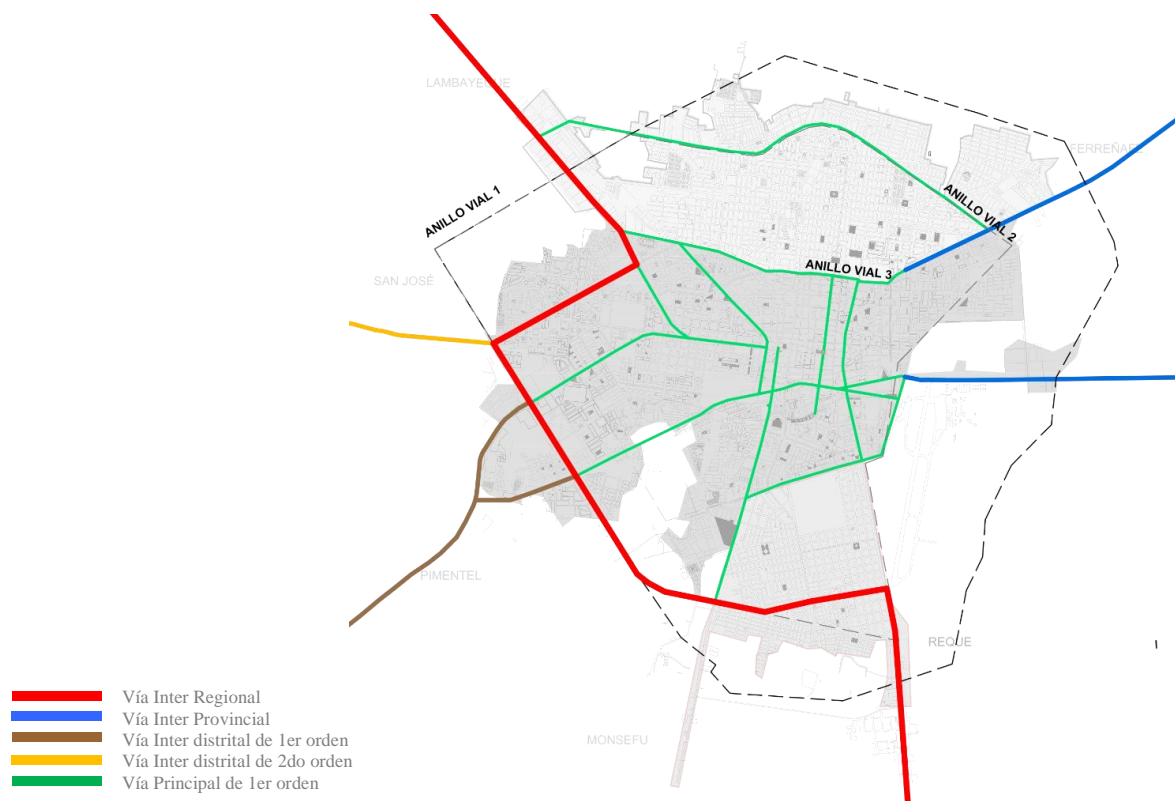 LAMBAYEQUE
FERREÑAFE
ANILLO VIAL 1
ANILLO VIAL 2
ANILLO VIAL 3
SAN JOSÉ
PIMENTEL
REQUE
MONSEFU
Vía Inter Regional
Vía Inter Provincial
Vía Inter distrital de 1er orden
Vía Inter distrital de 2do orden
Vía Principal de 1er orden